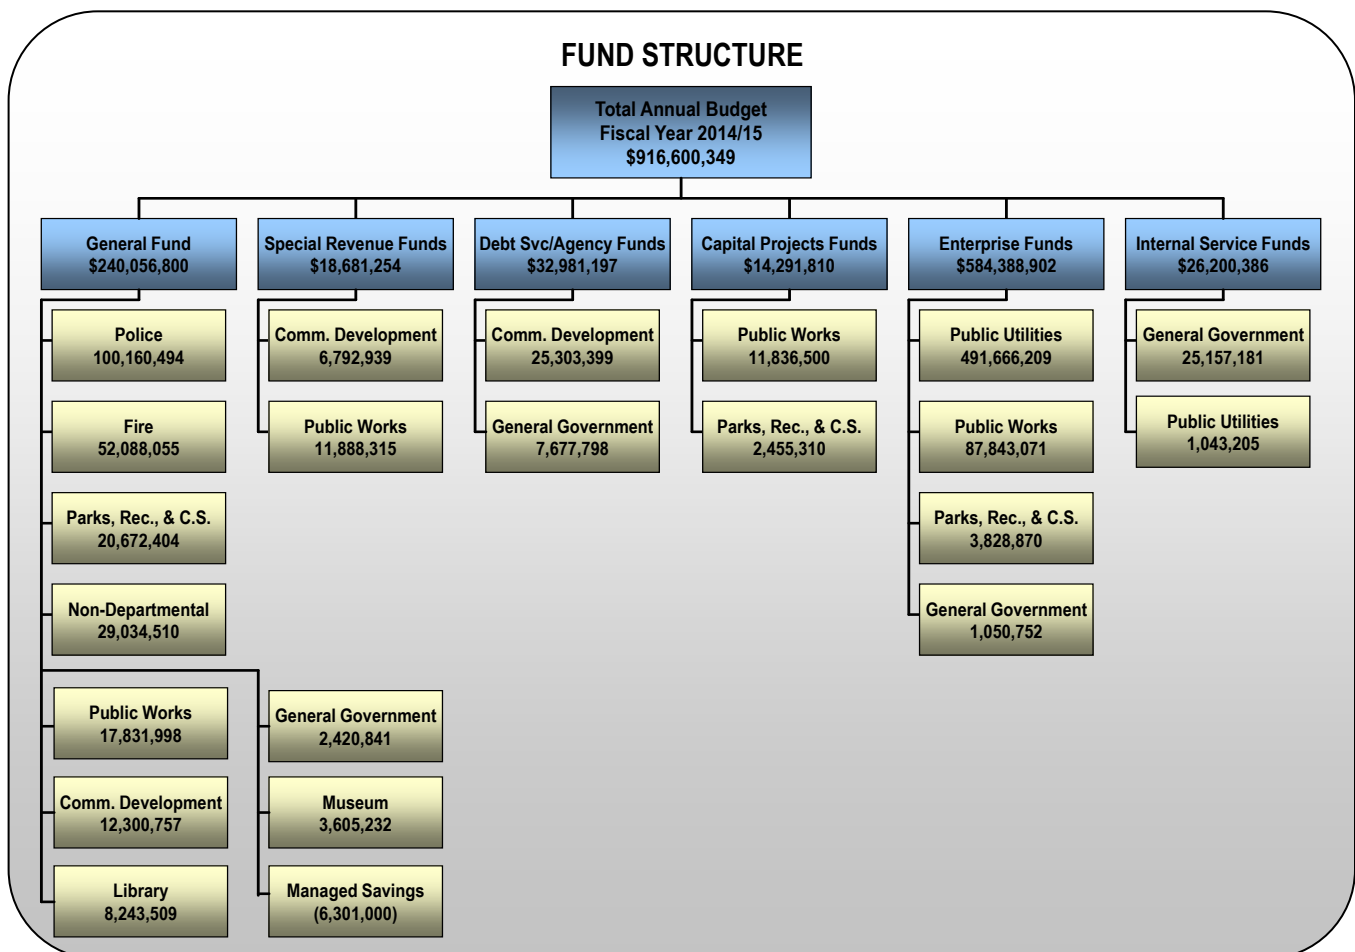 FUND STRUCTURE
Total Annual Budget
Fiscal Year 2014/15
$916,600,349
General Fund
$240,056,800
Special Revenue Funds
$18,681,254
Debt Svc/Agency Funds
$32,981,197
Capital Projects Funds
$14,291,810
Enterprise Funds
$584,388,902
Internal Service Funds
$26,200,386
Police
100,160,494
Comm. Development
6,792,939
Comm. Development
25,303,399
Public Works
11,836,500
Public Utilities
491,666,209
General Government
25,157,181
Fire
52,088,055
Public Works
11,888,315
General Government
7,677,798
Parks, Rec., & C.S.
2,455,310
Public Works
87,843,071
Public Utilities
1,043,205
Parks, Rec., & C.S.
20,672,404
Parks, Rec., & C.S.
3,828,870
Non-Departmental
29,034,510
General Government
1,050,752
Public Works
17,831,998
General Government
2,420,841
Comm. Development
12,300,757
Museum
3,605,232
Library
8,243,509
Managed Savings
(6,301,000)